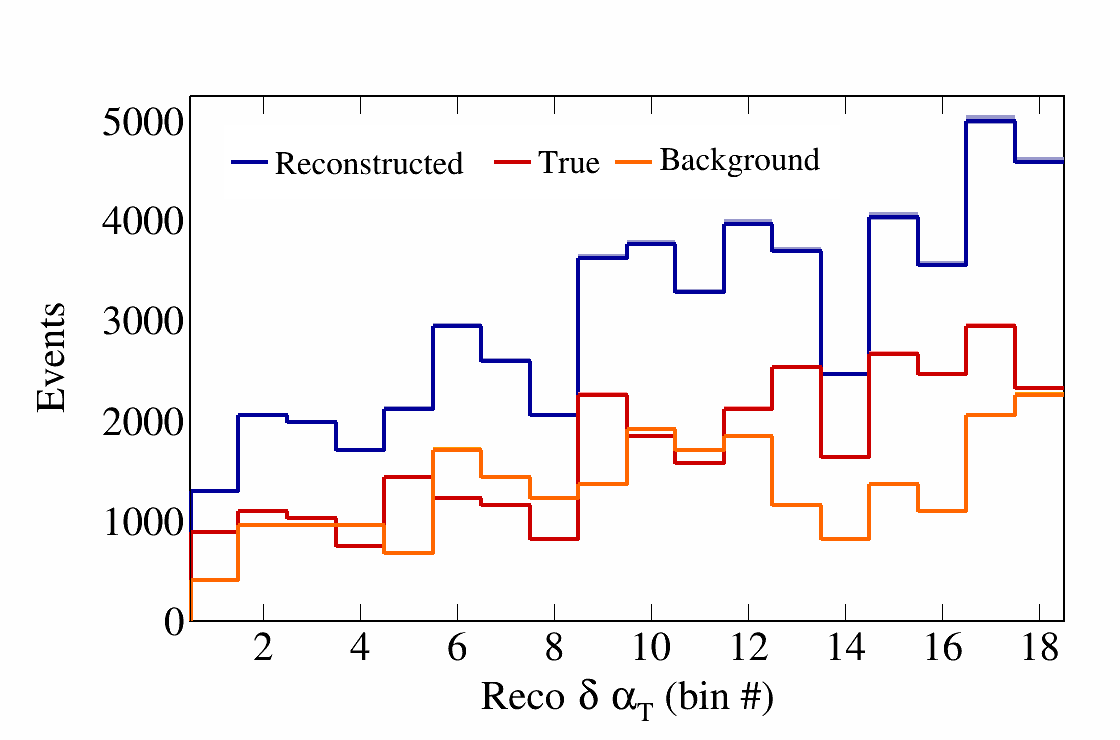 5000
4000
3000
2000
1000
0
Events
Reconstructed True Background
2 4 6 8 10 12 14 16 18
Reco δ αT (bin #)